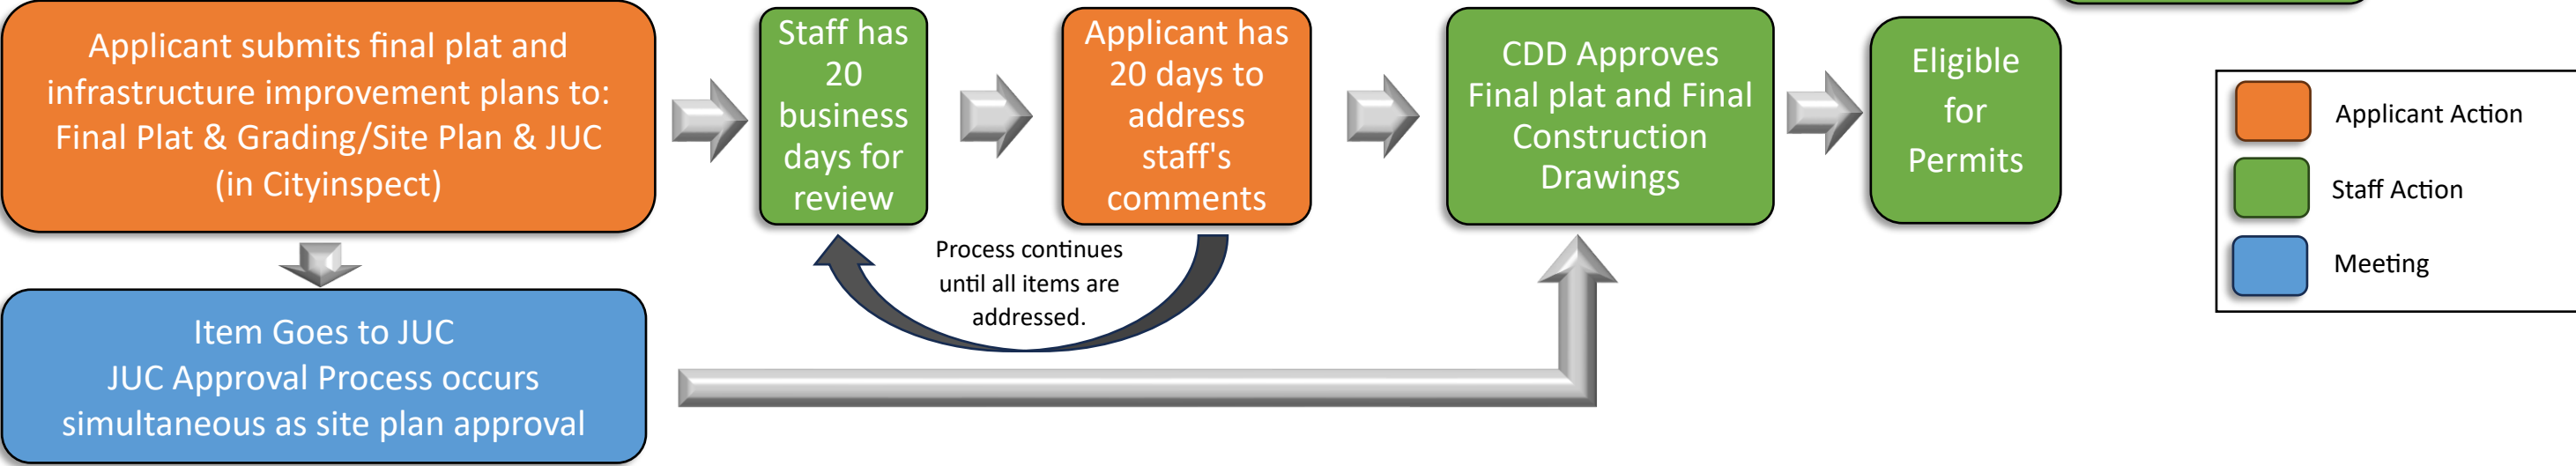 Applicant submits final plat and
infrastructure improvement plans to:
Final Plat & Grading/Site Plan & JUC
(in Cityinspect)
Staff has
20
business
days for
review
Applicant has
20 days to
address
staff's
comments
CDD Approves
Final plat and Final
Construction
Drawings
Eligible
for
Permits
Applicant Action
Staff Action
Meeting
Process continues
until all items are
addressed.
Item Goes to JUC
JUC Approval Process occurs
simultaneous as site plan approval